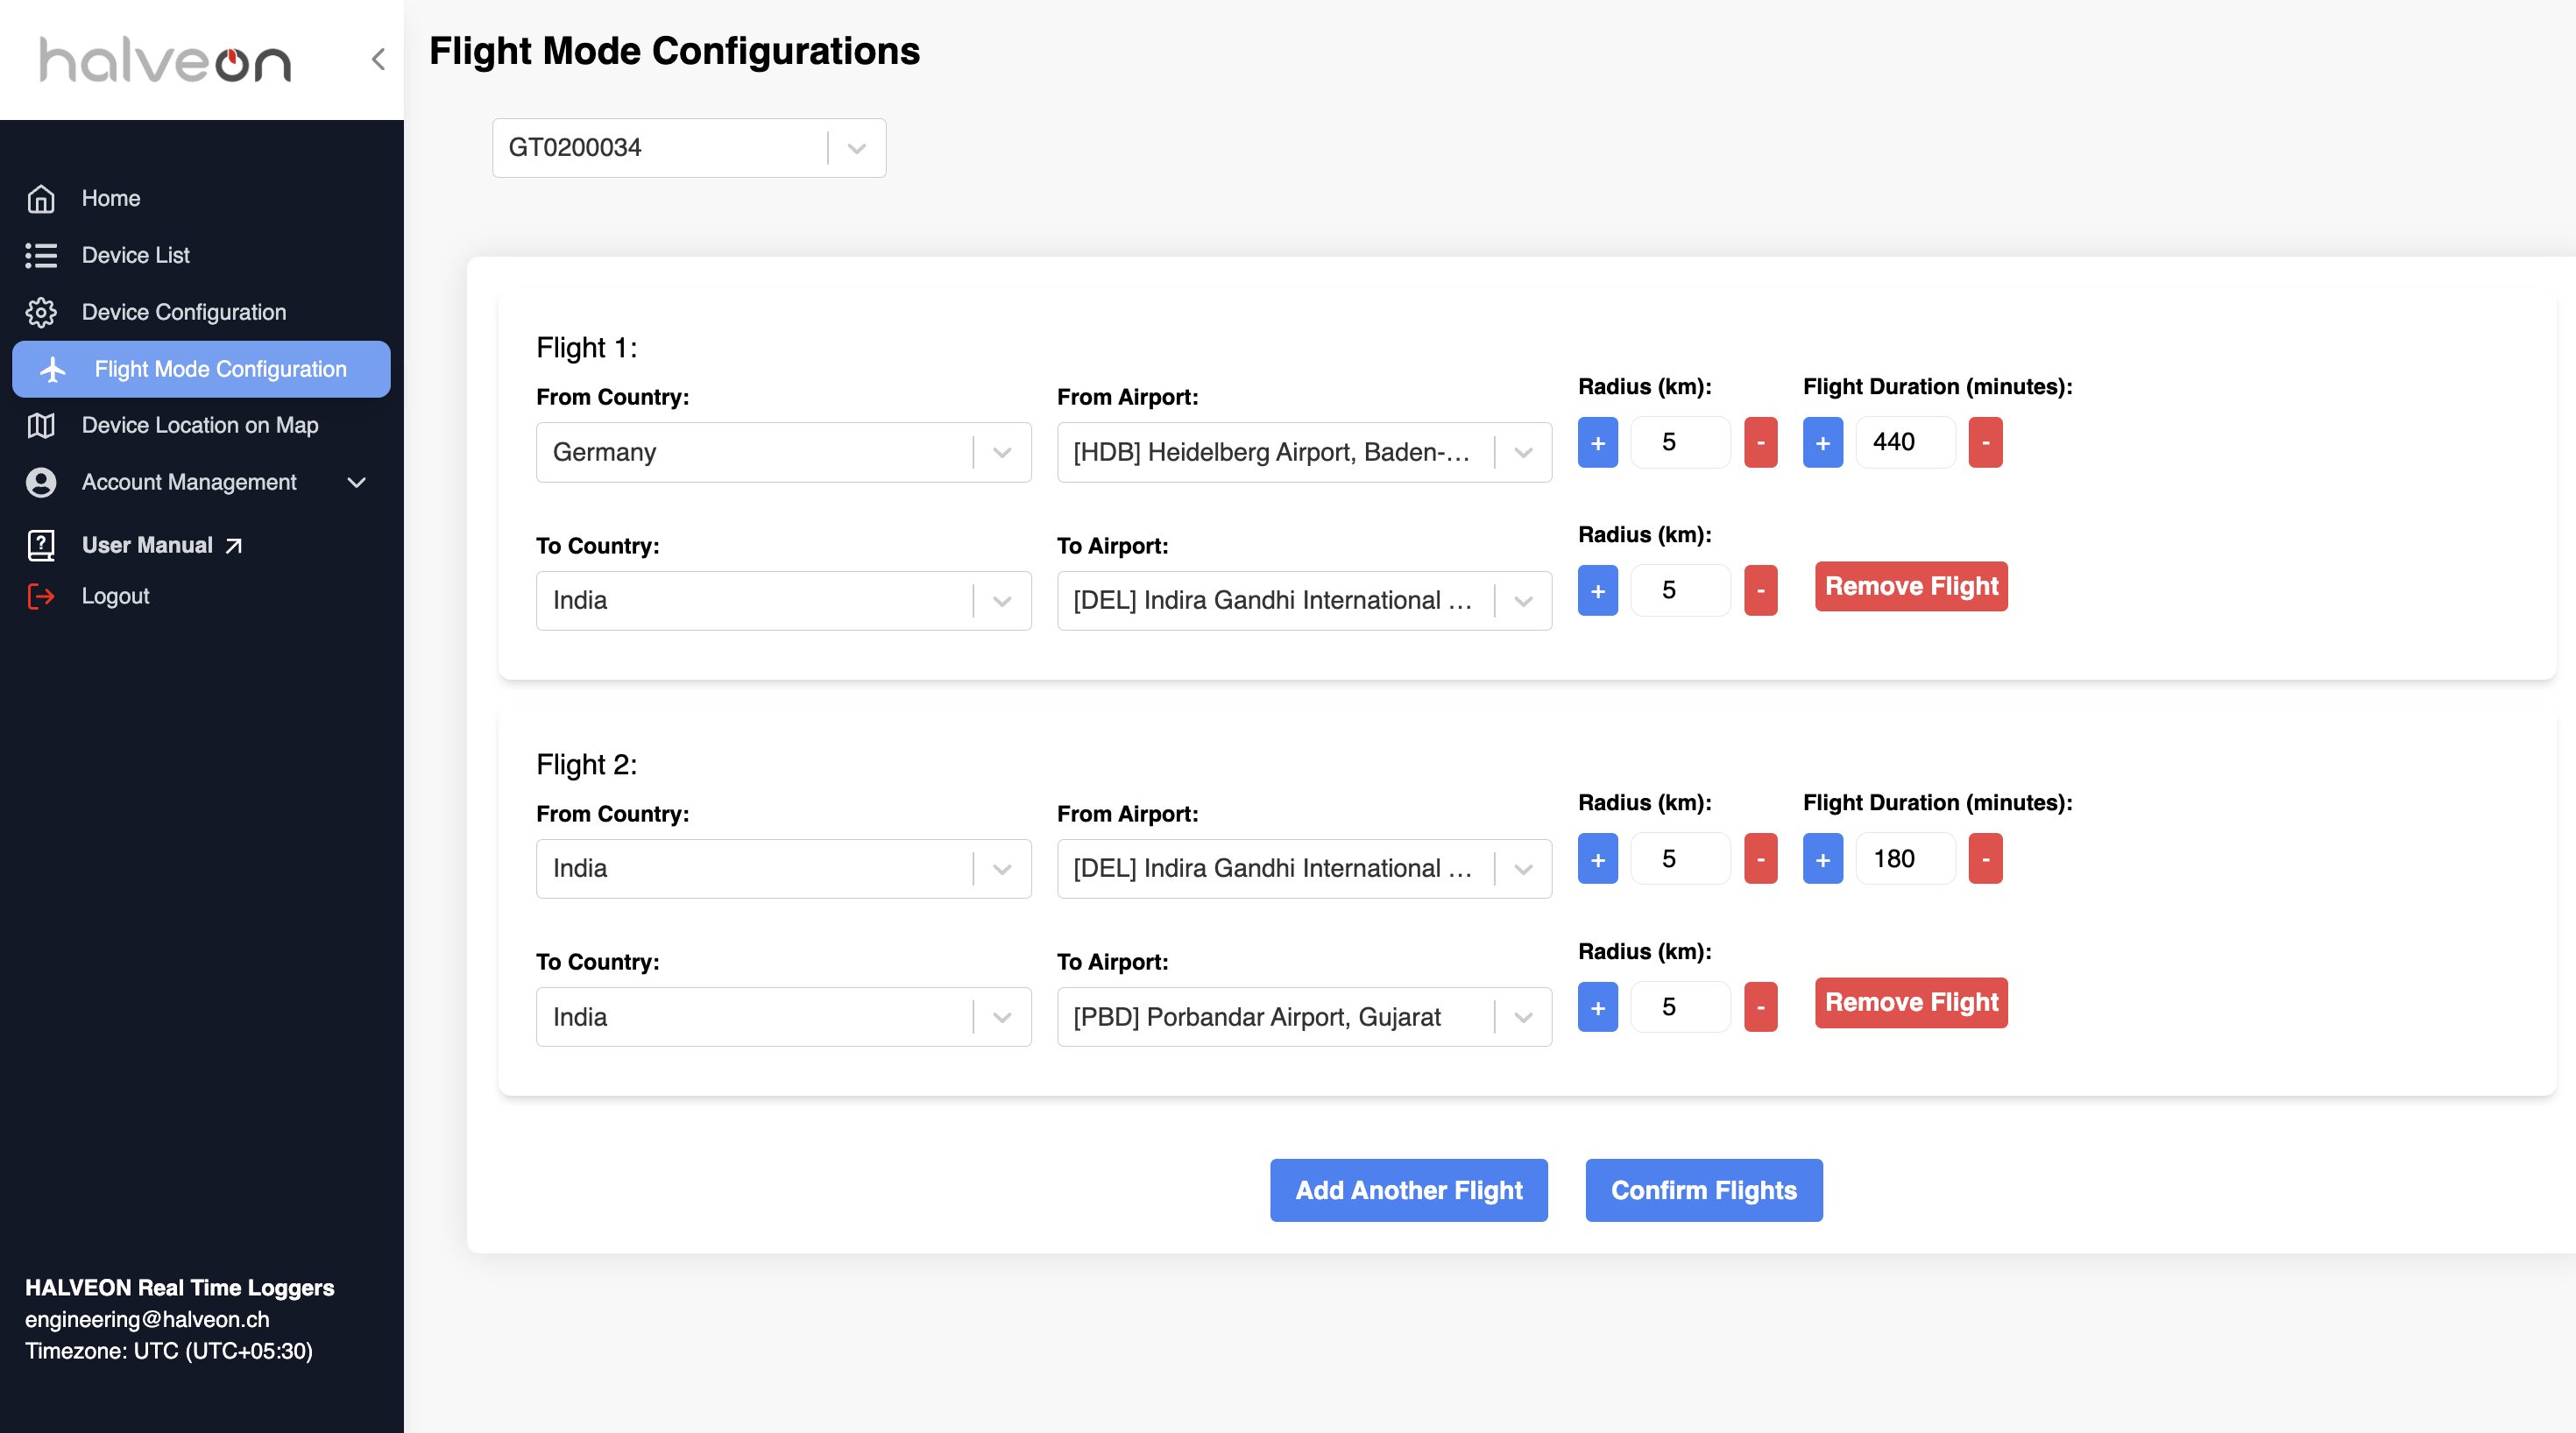 halveon
Home
Device List
Device Configuration
Flight Mode Configuration
Device Location on Map
Account Management
User Manual
Logout
HALVEON Real Time Loggers
engineering@halveon.ch
Timezone: UTC (UTC+05:30)
Flight Mode Configurations
GT0200034
Flight 1:
From Country:
Germany
From Airport:
[HDB] Heidelberg Airport, Baden-...
Radius (km):
+ 5 -
Flight Duration (minutes):
+ 440 -
To Country:
India
To Airport:
[DEL] Indira Gandhi International ...
Radius (km):
+ 5 -
Remove Flight
Flight 2:
From Country:
India
From Airport:
[DEL] Indira Gandhi International ...
Radius (km):
+ 5 -
Flight Duration (minutes):
+ 180 -
To Country:
India
To Airport:
[PBD] Porbandar Airport, Gujarat
Radius (km):
+ 5 -
Remove Flight
Add Another Flight
Confirm Flights